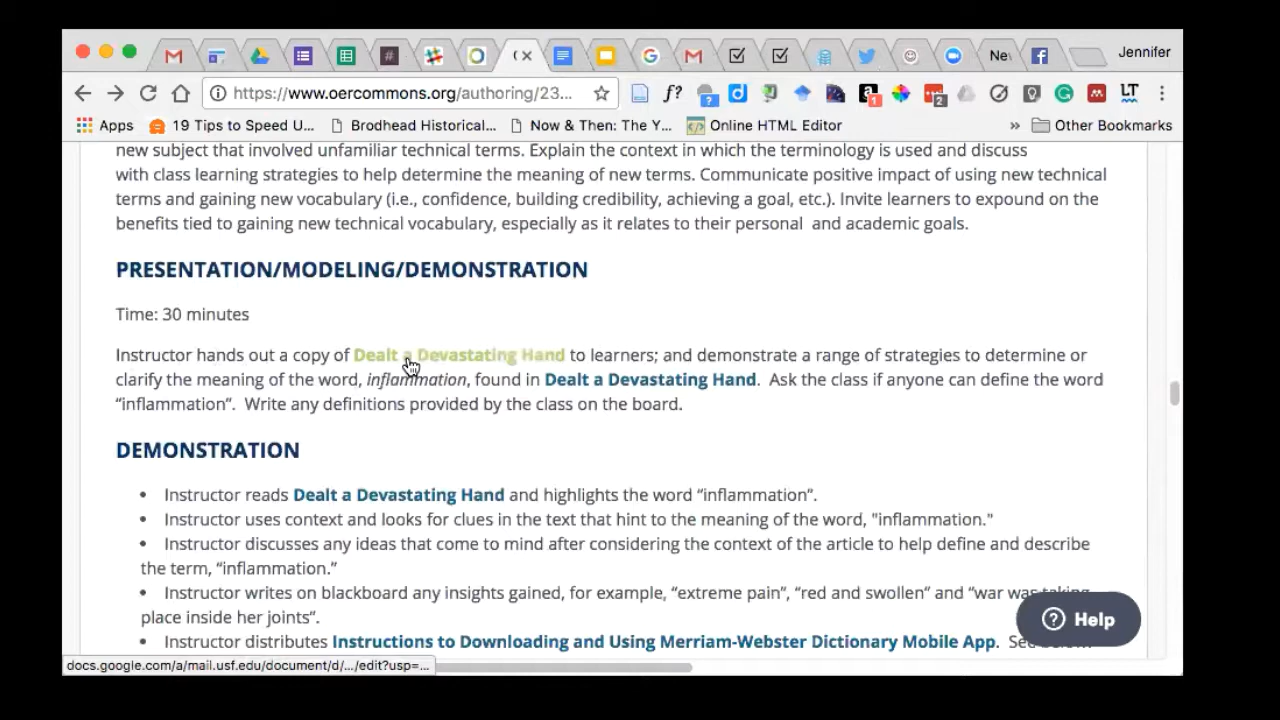 Jennifer
New
https://www.oercommons.org/authoring/23...
f?
LT
Apps 19 Tips to Speed U... Brodhead Historical... Now & Then: The Y... Online HTML Editor » Other Bookmarks
new subject that involved unfamiliar technical terms. Explain the context in which the terminology is used and discuss
with class learning strategies to help determine the meaning of new terms. Communicate positive impact of using new technical
terms and gaining new vocabulary (i.e., confidence, building credibility, achieving a goal, etc.). Invite learners to expound on the
benefits tied to gaining new technical vocabulary, especially as it relates to their personal and academic goals.
PRESENTATION/MODELING/DEMONSTRATION
Time: 30 minutes
Instructor hands out a copy of Dealt a Devastating Hand to learners; and demonstrate a range of strategies to determine or
clarify the meaning of the word, inflammation, found in Dealt a Devastating Hand. Ask the class if anyone can define the word
“inflammation”. Write any definitions provided by the class on the board.
DEMONSTRATION
• Instructor reads Dealt a Devastating Hand and highlights the word “inflammation”.
• Instructor uses context and looks for clues in the text that hint to the meaning of the word, "inflammation."
• Instructor discusses any ideas that come to mind after considering the context of the article to help define and describe
the term, “inflammation.”
• Instructor writes on blackboard any insights gained, for example, “extreme pain”, “red and swollen” and “war was taking
place inside her joints”.
• Instructor distributes Instructions to Downloading and Using Merriam-Webster Dictionary Mobile App. See below
Help
docs.google.com/a/mail.usf.edu/document/d/.../edit?usp=...